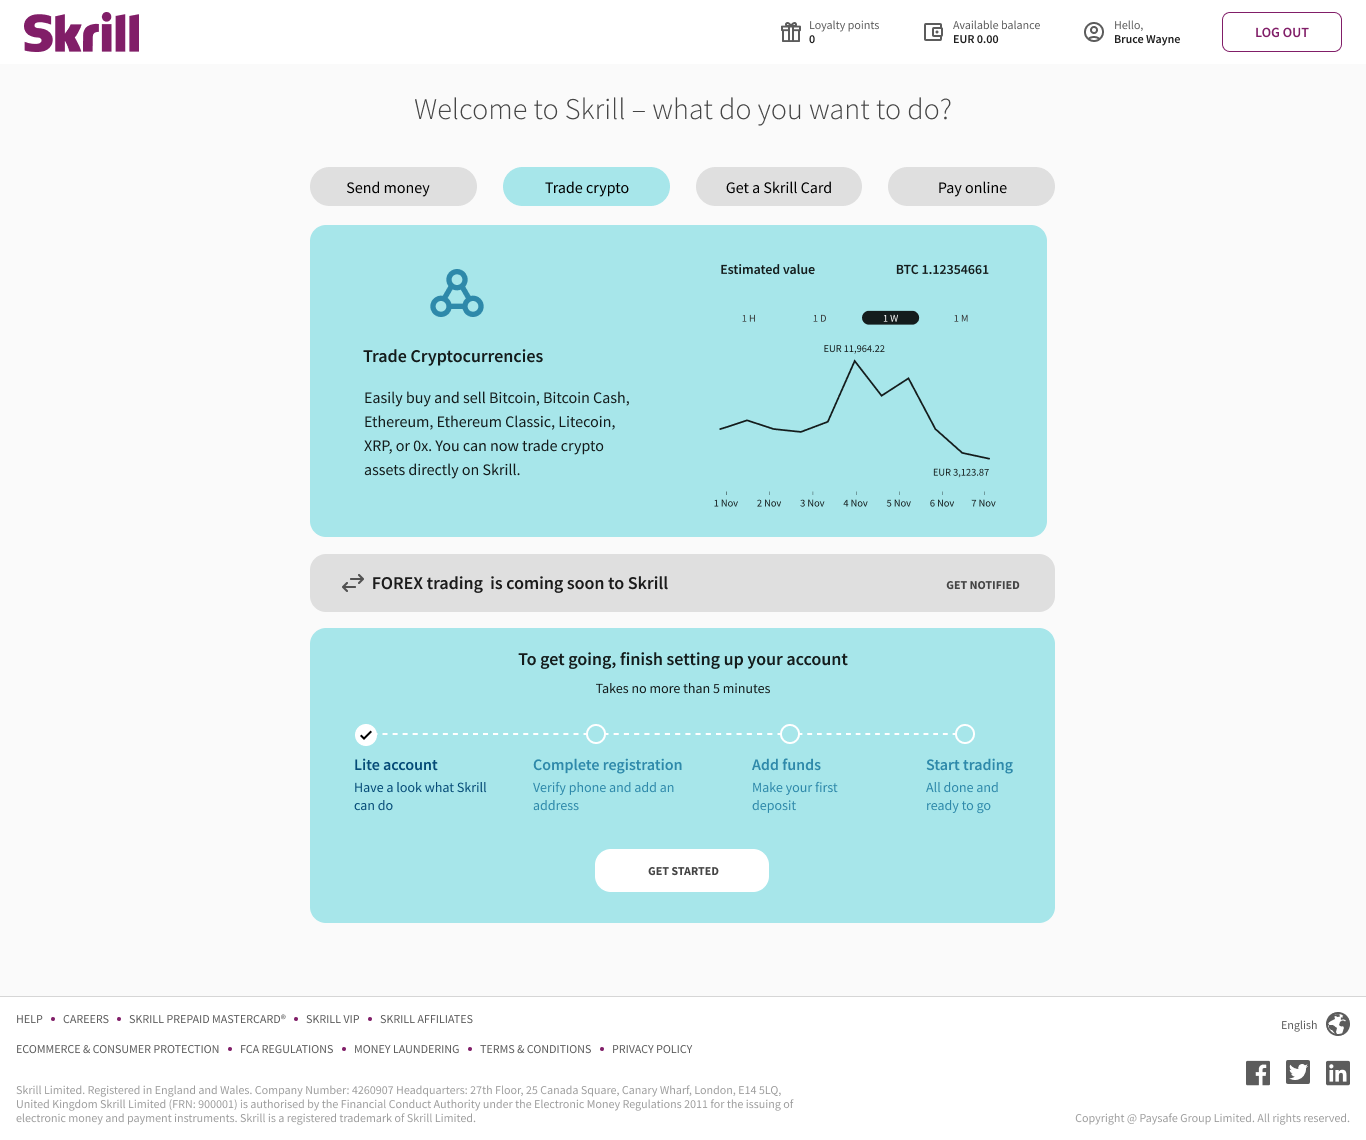 Skrill
Loyalty points
0
Available balance
EUR 0.00
Hello,
Bruce Wayne
LOG OUT
Welcome to Skrill – what do you want to do?
Send money
Trade crypto
Get a Skrill Card
Pay online
Trade Cryptocurrencies
Easily buy and sell Bitcoin, Bitcoin Cash,
Ethereum, Ethereum Classic, Litecoin,
XRP, or 0x. You can now trade crypto
assets directly on Skrill.
Estimated value
BTC 1.12354661
1 H
1 D
1 W
1 M
EUR 11,964.22
EUR 3,123.87
1 Nov
2 Nov
3 Nov
4 Nov
5 Nov
6 Nov
7 Nov
FOREX trading  is coming soon to Skrill
GET NOTIFIED
To get going, finish setting up your account
Takes no more than 5 minutes
Lite account
Have a look what Skrill
can do
Complete registration
Verify phone and add an
address
Add funds
Make your first
deposit
Start trading
All done and
ready to go
GET STARTED
HELP • CAREERS • SKRILL PREPAID MASTERCARD® • SKRILL VIP • SKRILL AFFILIATES
ECOMMERCE & CONSUMER PROTECTION • FCA REGULATIONS • MONEY LAUNDERING • TERMS & CONDITIONS • PRIVACY POLICY
English
Skrill Limited. Registered in England and Wales. Company Number: 4260907 Headquarters: 27th Floor, 25 Canada Square, Canary Wharf, London, E14 5LQ,
United Kingdom Skrill Limited (FRN: 900001) is authorised by the Financial Conduct Authority under the Electronic Money Regulations 2011 for the issuing of
electronic money and payment instruments. Skrill is a registered trademark of Skrill Limited.
Copyright @ Paysafe Group Limited. All rights reserved.